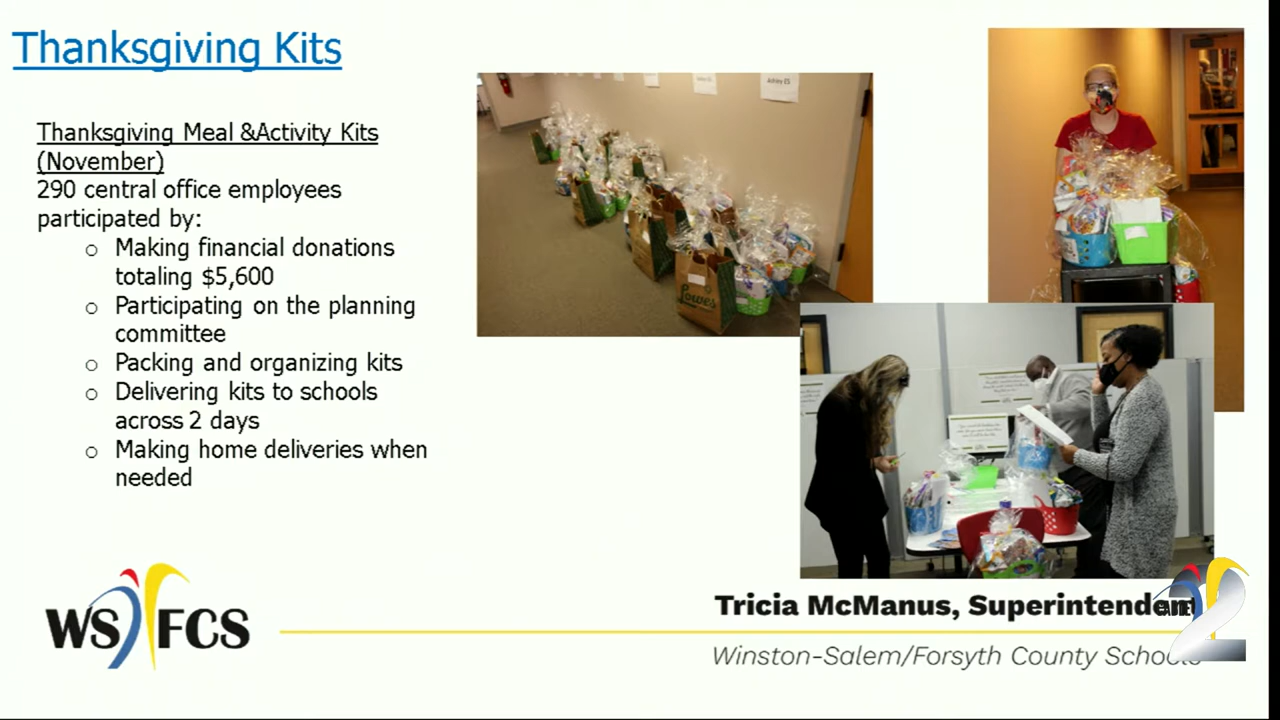 Thanksgiving Kits
Thanksgiving Meal &Activity Kits
(November)
290 central office employees
participated by:
o Making financial donations
totaling $5,600
o Participating on the planning
committee
o Packing and organizing kits
o Delivering kits to schools
across 2 days
o Making home deliveries when
needed
Lowes
WS FCS
Tricia McManus, Superintendent
Winston-Salem/Forsyth County Schools
2